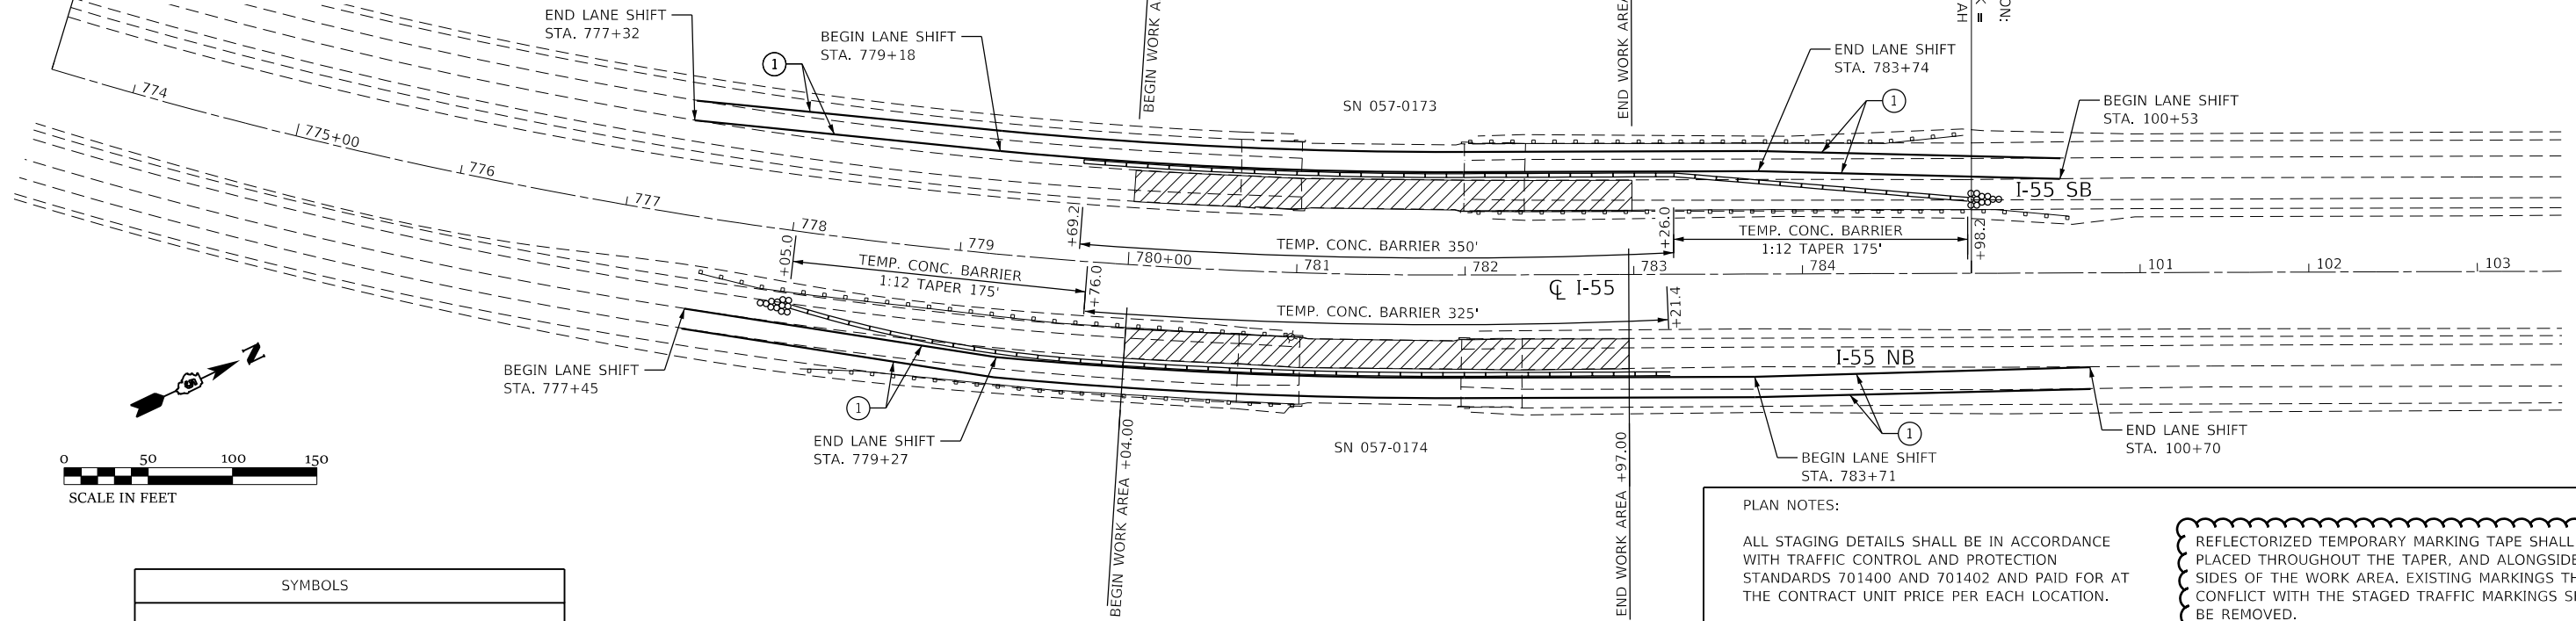 END LANE SHIFT
STA. 777+32
BEGIN LANE SHIFT
STA. 779+18
1
BEGIN WORK A
END WORK AREA
SN 057-0173
END LANE SHIFT
STA. 783+74
1
AH
ON:
BEGIN LANE SHIFT
STA. 100+53
I-55 SB
774
775+00
776
777
778
779
780+00
781
782
783
784
101
102
103
+69.2
+26.0
+98.2
TEMP. CONC. BARRIER 350'
TEMP. CONC. BARRIER
1:12 TAPER 175'
+05.0
TEMP. CONC. BARRIER
1:12 TAPER 175'
+76.0
TEMP. CONC. BARRIER 325'
℄ I-55
+21.4
I-55 NB
BEGIN LANE SHIFT
STA. 777+45
1
END LANE SHIFT
STA. 779+27
BEGIN WORK AREA +04.00
SN 057-0174
END WORK AREA +97.00
BEGIN LANE SHIFT
STA. 783+71
1
END LANE SHIFT
STA. 100+70
N
0 50 100 150
SCALE IN FEET
SYMBOLS
PLAN NOTES:
ALL STAGING DETAILS SHALL BE IN ACCORDANCE
WITH TRAFFIC CONTROL AND PROTECTION
STANDARDS 701400 AND 701402 AND PAID FOR AT
THE CONTRACT UNIT PRICE PER EACH LOCATION.
REFLECTORIZED TEMPORARY MARKING TAPE SHALL
PLACED THROUGHOUT THE TAPER, AND ALONGSIDE
SIDES OF THE WORK AREA. EXISTING MARKINGS TH
CONFLICT WITH THE STAGED TRAFFIC MARKINGS S
BE REMOVED.